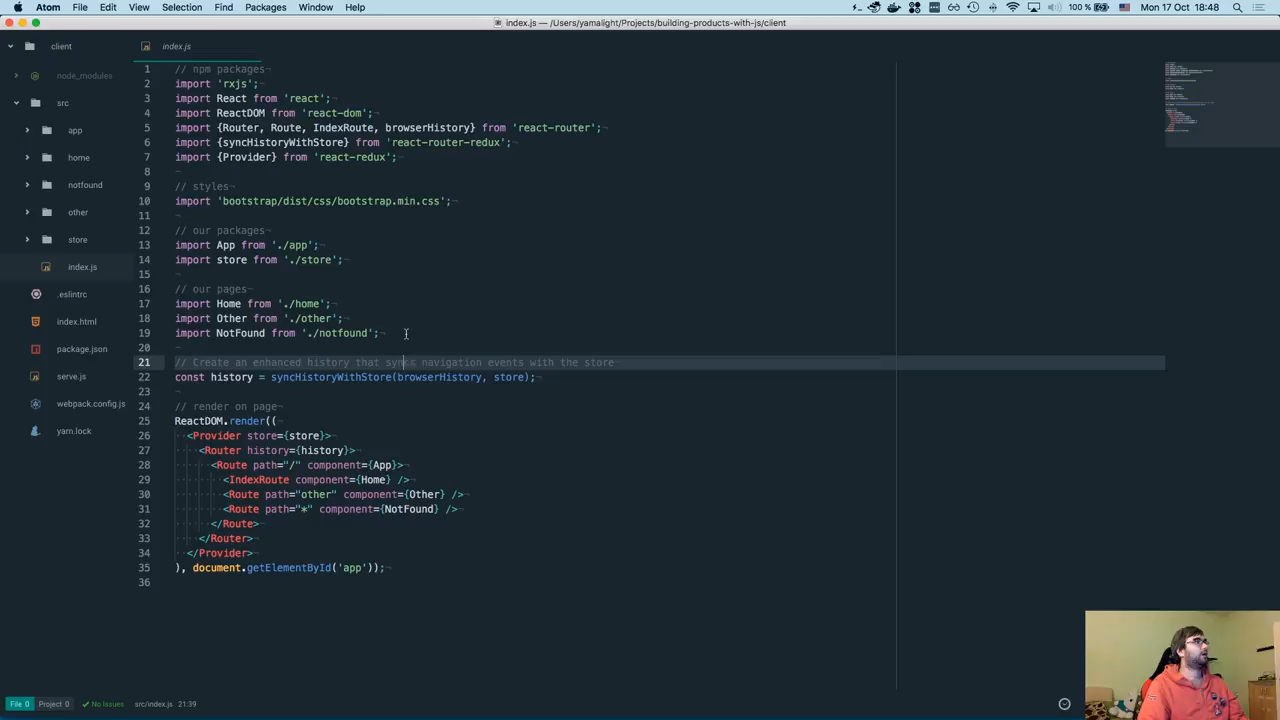 Atom File Edit View Selection Find Packages Window Help
100 % Mon 17 Oct 18:48
index.js — /Users/yamalight/Projects/building-products-with-js/client
client
node_modules
src
app
home
notfound
other
store
index.js
.eslintrc
index.html
package.json
serve.js
webpack.config.js
yarn.lock
index.js
1 // npm packages
2 import 'rxjs';
3 import React from 'react';
4 import ReactDOM from 'react-dom';
5 import {Router, Route, IndexRoute, browserHistory} from 'react-router';
6 import {syncHistoryWithStore} from 'react-router-redux';
7 import {Provider} from 'react-redux';
8
9 // styles
10 import 'bootstrap/dist/css/bootstrap.min.css';
11
12 // our packages
13 import App from './app';
14 import store from './store';
15
16 // our pages
17 import Home from './home';
18 import Other from './other';
19 import NotFound from './notfound';
20
21 // Create an enhanced history that syncs navigation events with the store
22 const history = syncHistoryWithStore(browserHistory, store);
23
24 // render on page
25 ReactDOM.render((
26 <Provider store={store}>
27 <Router history={history}>
28 <Route path="/" component={App}>
29 <IndexRoute component={Home} />
30 <Route path="other" component={Other} />
31 <Route path="*" component={NotFound} />
32 </Route>
33 </Router>
34 </Provider>
35 ), document.getElementById('app'));
36
File 0 Project 0 No Issues src/index.js 21:39